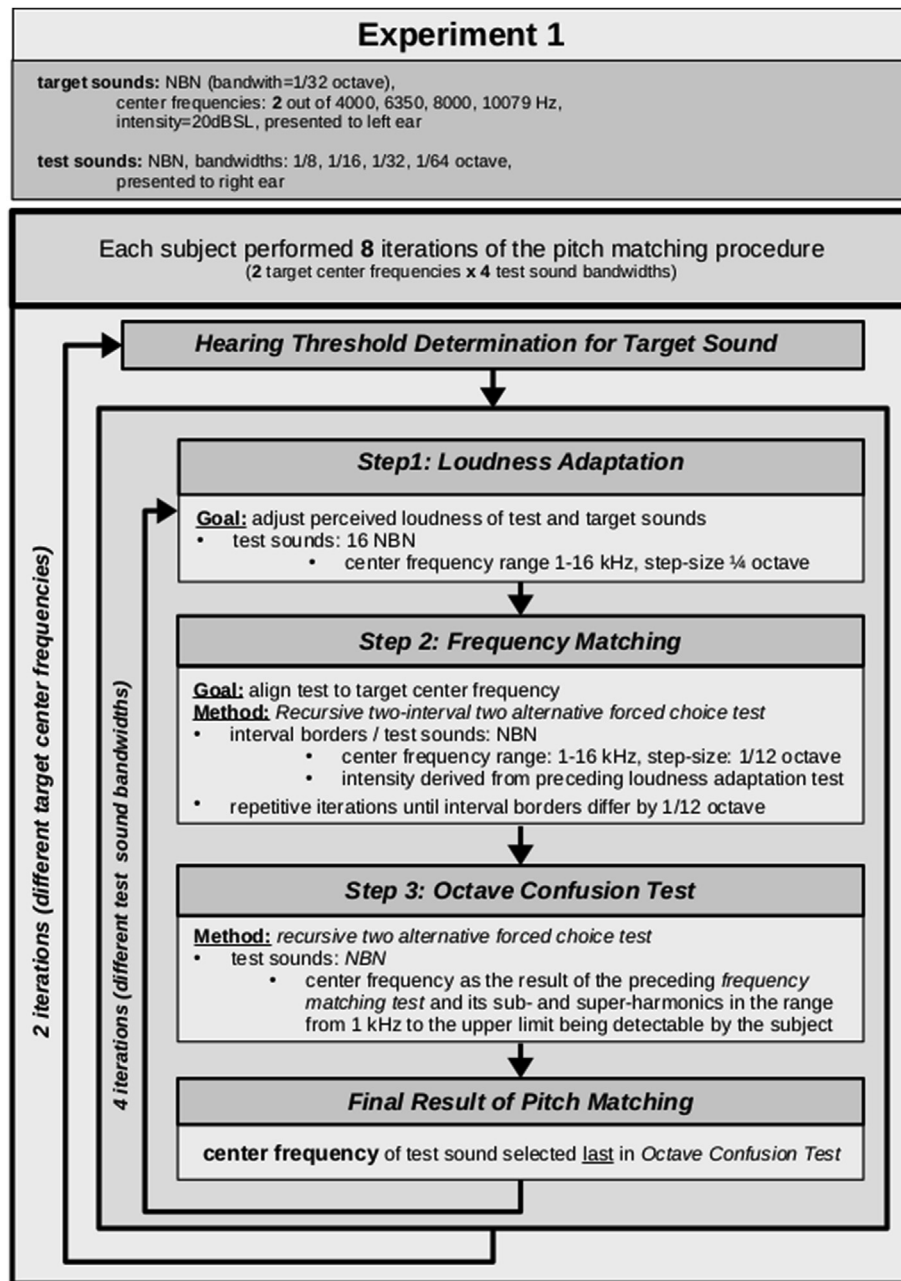 Experiment 1
target sounds: NBN (bandwith=1/32 octave),
center frequencies: 2 out of 4000, 6350, 8000, 10079 Hz,
intensity=20dBSL, presented to left ear
test sounds: NBN, bandwidths: 1/8, 1/16, 1/32, 1/64 octave,
presented to right ear
Each subject performed 8 iterations of the pitch matching procedure
(2 target center frequencies x 4 test sound bandwidths)
2 iterations (different target center frequencies)
Hearing Threshold Determination for Target Sound
4 iterations (different test sound bandwidths)
Step1: Loudness Adaptation
Goal: adjust perceived loudness of test and target sounds
• test sounds: 16 NBN
• center frequency range 1-16 kHz, step-size ¼ octave
Step 2: Frequency Matching
Goal: align test to target center frequency
Method: Recursive two-interval two alternative forced choice test
• interval borders / test sounds: NBN
• center frequency range: 1-16 kHz, step-size: 1/12 octave
• intensity derived from preceding loudness adaptation test
• repetitive iterations until interval borders differ by 1/12 octave
Step 3: Octave Confusion Test
Method: recursive two alternative forced choice test
• test sounds: NBN
• center frequency as the result of the preceding frequency
matching test and its sub- and super-harmonics in the range
from 1 kHz to the upper limit being detectable by the subject
Final Result of Pitch Matching
center frequency of test sound selected last in Octave Confusion Test